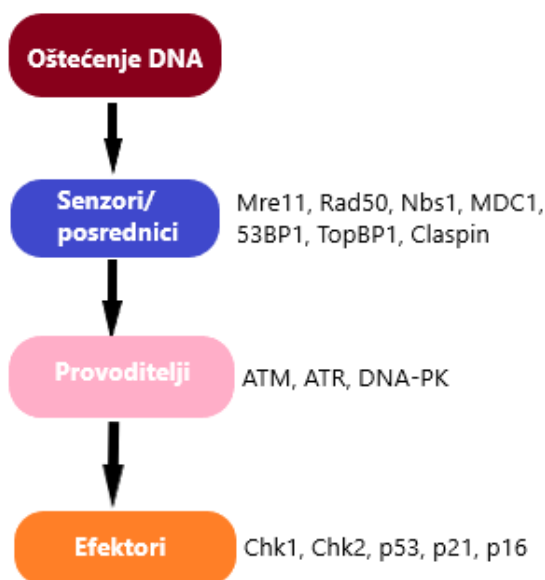 Oštećenje DNA
Senzori/
posrednici
Mre11, Rad50, Nbs1, MDC1,
53BP1, TopBP1, Claspin
Provoditelji
ATM, ATR, DNA-PK
Efektori
Chk1, Chk2, p53, p21, p16